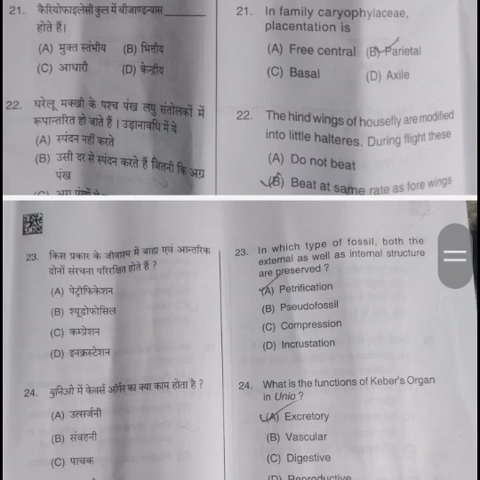 21. कैरियोफाइलेसी कुल में बीजाण्डन्यास ________
होते हैं।
(A) मुक्त स्तंभीय (B) भित्तीय
(C) आधारी (D) केन्द्रीय
22. घरेलू मक्खी के पश्च पंख लघु संतोलकों में
रूपान्तरित हो जाते हैं। उड़ानावधि में ये
(A) स्पंदन नहीं करते
(B) उसी दर से स्पंदन करते हैं जितनी कि अग्र
पंख
21. In family caryophylaceae,
placentation is
(A) Free central (B) Parietal
(C) Basal (D) Axile
22. The hind wings of housefly are modified
into little halteres. During flight these
(A) Do not beat
(B) Beat at same rate as fore wings
23. किस प्रकार के जीवाश्म में बाह्य एवं आन्तरिक
दोनों संरचना परिरक्षित होते हैं ?
(A) पेट्रीफिकेशन
(B) श्यूडोफोसिल
(C) कम्प्रेशन
(D) इनक्रस्टेशन
24. युनिओ में केबर्स ऑर्गन का क्या काम होता है ?
(A) उत्सर्जनी
(B) संवहनी
(C) पाचक
23. In which type of fossil, both the
external as well as internal structure
are preserved ?
(A) Petrification
(B) Pseudofossil
(C) Compression
(D) Incrustation
24. What is the functions of Keber's Organ
in Unio ?
(A) Excretory
(B) Vascular
(C) Digestive
(D) Reproductive